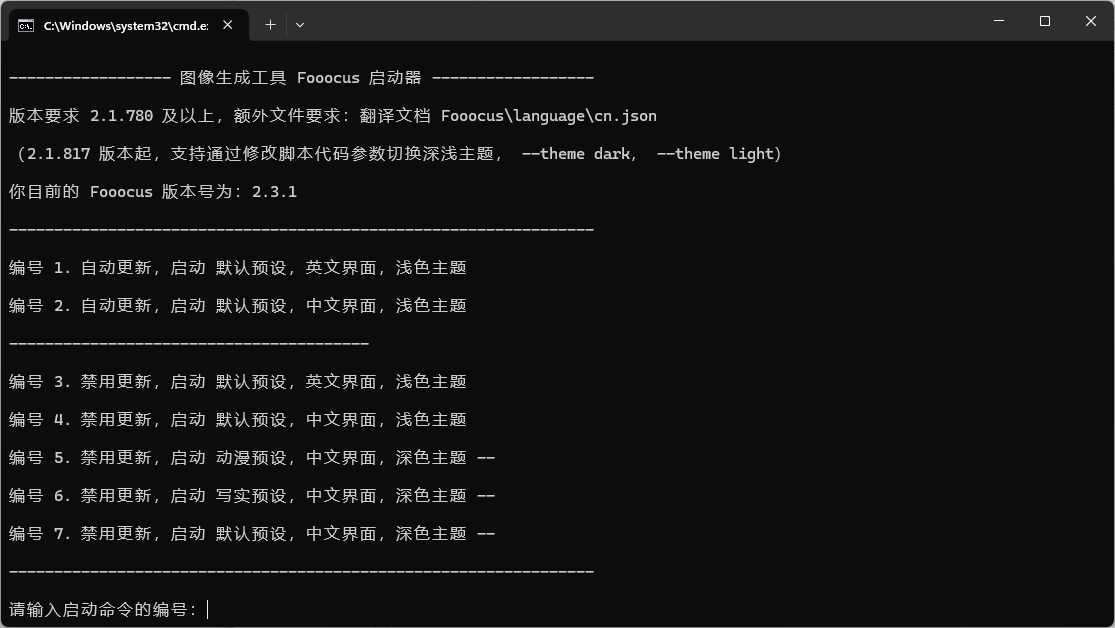 C:\Windows\system32\cmd.e:
------------------ 图像生成工具 Fooocus 启动器 ------------------
版本要求 2.1.780 及以上，额外文件要求：翻译文档 Fooocus\language\cn.json
（2.1.817 版本起，支持通过修改脚本代码参数切换深浅主题， --theme dark， --theme light）
你目前的 Fooocus 版本号为：2.3.1
-----------------------------------------------------------------
编号 1. 自动更新，启动 默认预设，英文界面，浅色主题
编号 2. 自动更新，启动 默认预设，中文界面，浅色主题
----------------------------------------
编号 3. 禁用更新，启动 默认预设，英文界面，浅色主题
编号 4. 禁用更新，启动 默认预设，中文界面，浅色主题
编号 5. 禁用更新，启动 动漫预设，中文界面，深色主题 --
编号 6. 禁用更新，启动 写实预设，中文界面，深色主题 --
编号 7. 禁用更新，启动 默认预设，中文界面，深色主题 --
-----------------------------------------------------------------
请输入启动命令的编号：